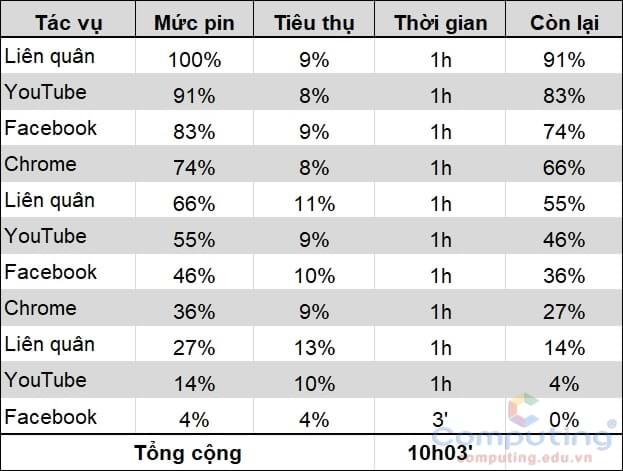 Tác vụ Mức pin Tiêu thụ Thời gian Còn lại
Liên quân 100% 9% 1h 91%
YouTube 91% 8% 1h 83%
Facebook 83% 9% 1h 74%
Chrome 74% 8% 1h 66%
Liên quân 66% 11% 1h 55%
YouTube 55% 9% 1h 46%
Facebook 46% 10% 1h 36%
Chrome 36% 9% 1h 27%
Liên quân 27% 13% 1h 14%
YouTube 14% 10% 1h 4%
Facebook 4% 4% 3' 0%
Tổng cộng 10h03'
Computing®
computing.edu.vn